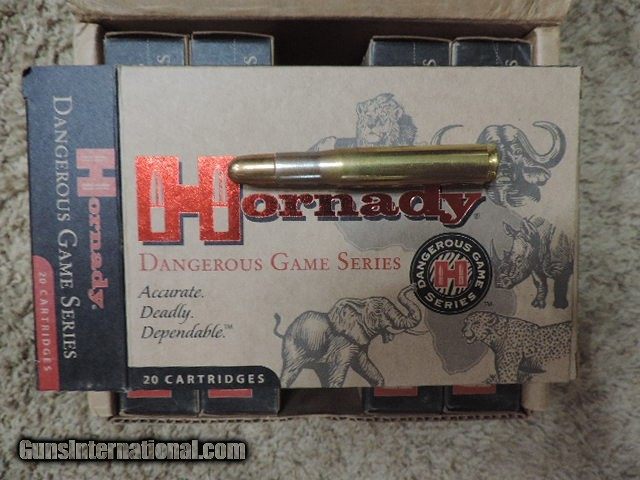 DANGEROUS GAME SERIES
Hornady
20 CARTRIDGES
Hornady
DANGEROUS GAME SERIES
Accurate.
Deadly.
Dependable.™
20 CARTRIDGES
DANGEROUS GAME
H
SERIES
GunsInternational.com